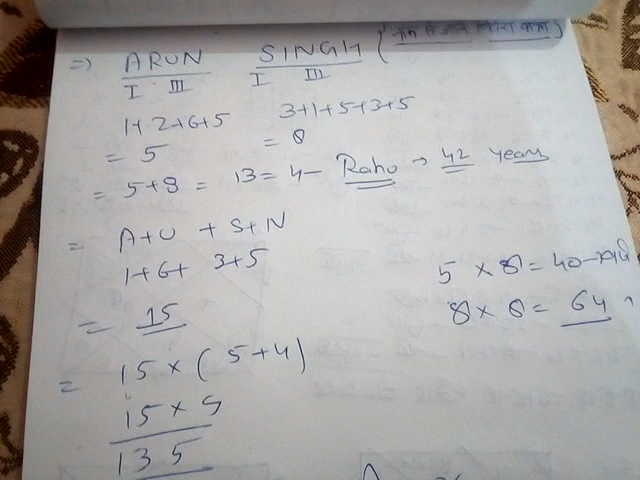 =) ARUN SINGH (
I III I III
1+2+6+5 3+1+5+3+5
= 5 = 8
= 5+8 = 13 = 4 - Rahu → 42 years
= A+U + S+N
1+6+ 3+5
= 15
= 15 × (5+4)
15 × 9
135
5 × 8 = 40 -
8 × 8 = 64